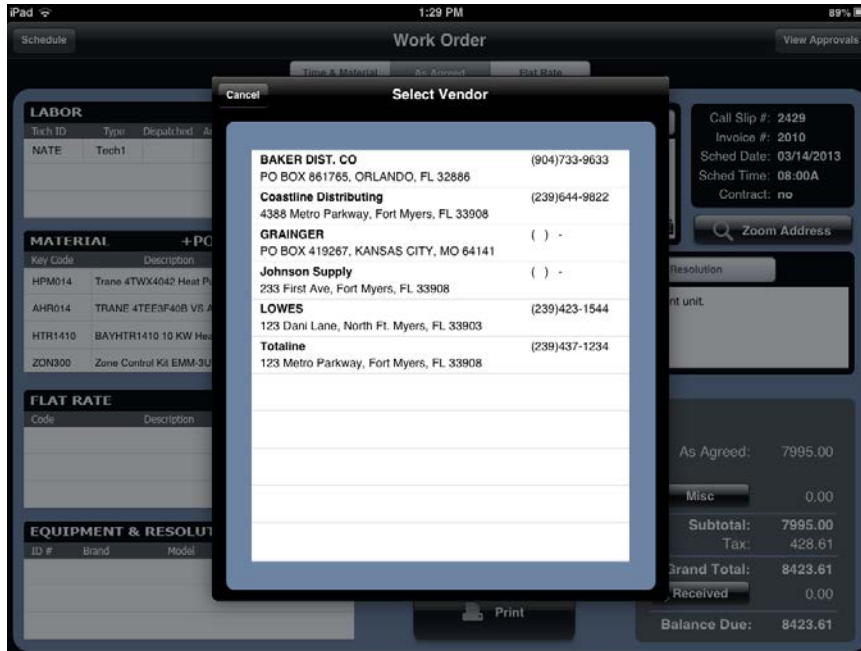 iPad 1:29 PM 89%
Schedule Work Order View Approvals
Time & Material As Agreed Flat Rate
Cancel Select Vendor
BAKER DIST. CO (904)733-9633
PO BOX 861765, ORLANDO, FL 32886
Coastline Distributing (239)644-9822
4388 Metro Parkway, Fort Myers, FL 33908
GRAINGER ( ) -
PO BOX 419267, KANSAS CITY, MO 64141
Johnson Supply ( ) -
233 First Ave, Fort Myers, FL 33908
LOWES (239)423-1544
123 Dani Lane, North Ft. Myers, FL 33903
Totaline (239)437-1234
123 Metro Parkway, Fort Myers, FL 33908
LABOR
Tech ID Type Dispatched
NATE Tech1
MATERIAL +PO
Key Code Description
HPM014 Trane 4TWX4042 Heat
AHR014 TRANE 4TEE3F40B VS
HTR1410 BAYHTR1410 10 KW
ZON300 Zone Control Kit EMM-3U
FLAT RATE
Code Description
EQUIPMENT &
ID # Brand Model
Call Slip #: 2429
Invoice #: 2010
Sched Date: 03/14/2013
Sched Time: 08:00A
Contract: no
Zoom Address
Resolution
unit.
As Agreed: 7995.00
Misc 0.00
Subtotal: 7995.00
Tax: 428.61
Grand Total: 8423.61
Received 0.00
Balance Due: 8423.61
Print